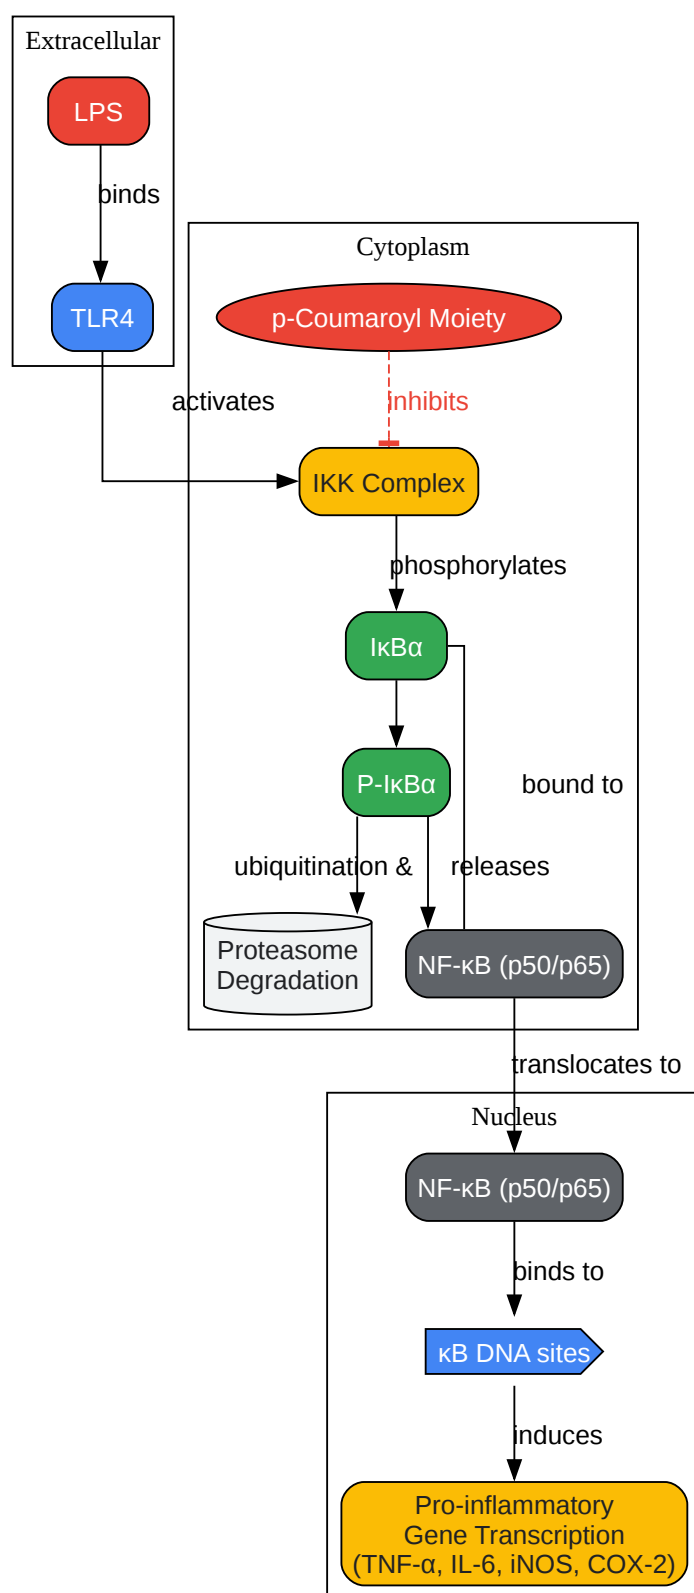 Extracellular
LPS
binds
TLR4
activates
Cytoplasm
p-Coumaroyl Moiety
inhibits
IKK Complex
phosphorylates
IκBα
P-IκBα
bound to
ubiquitination &
releases
Proteasome
Degradation
NF-κB (p50/p65)
translocates to
Nucleus
NF-κB (p50/p65)
binds to
κB DNA sites
induces
Pro-inflammatory
Gene Transcription
(TNF-α, IL-6, iNOS, COX-2)